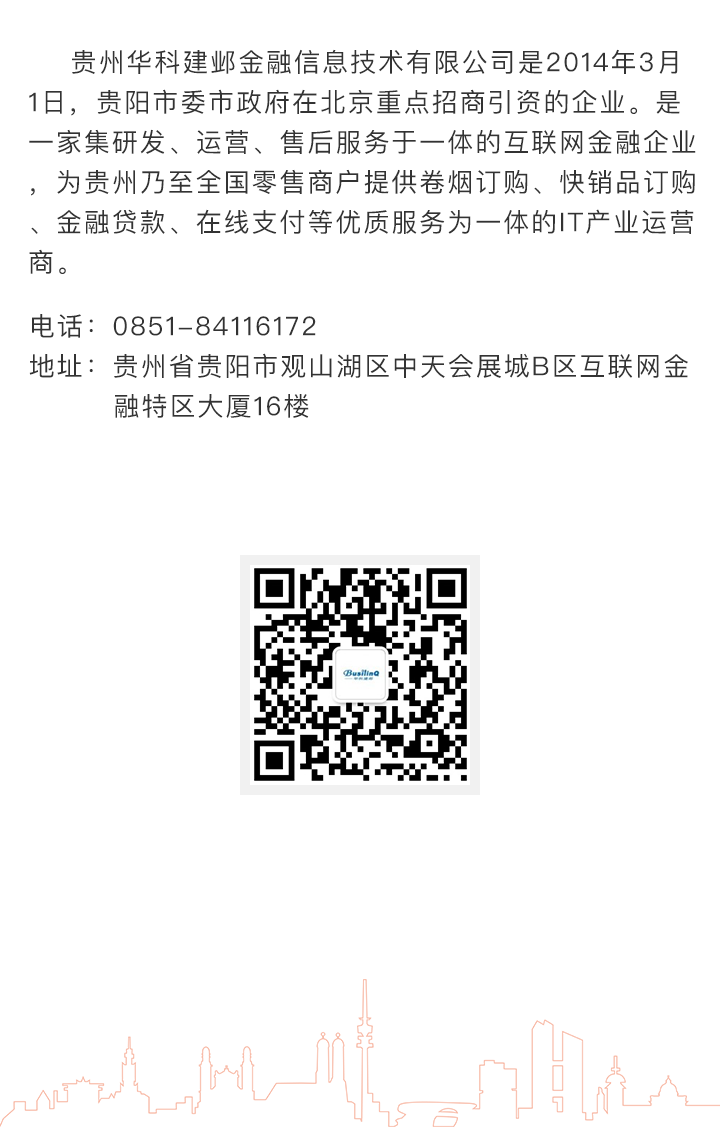 贵州华科建邺金融信息技术有限公司是2014年3月
1日，贵阳市委市政府在北京重点招商引资的企业。是
一家集研发、运营、售后服务于一体的互联网金融企业
，为贵州乃至全国零售商户提供卷烟订购、快销品订购
、金融贷款、在线支付等优质服务为一体的IT产业运营
商。
电话：0851-84116172
地址：贵州省贵阳市观山湖区中天会展城B区互联网金
融特区大厦16楼
BusilinQ